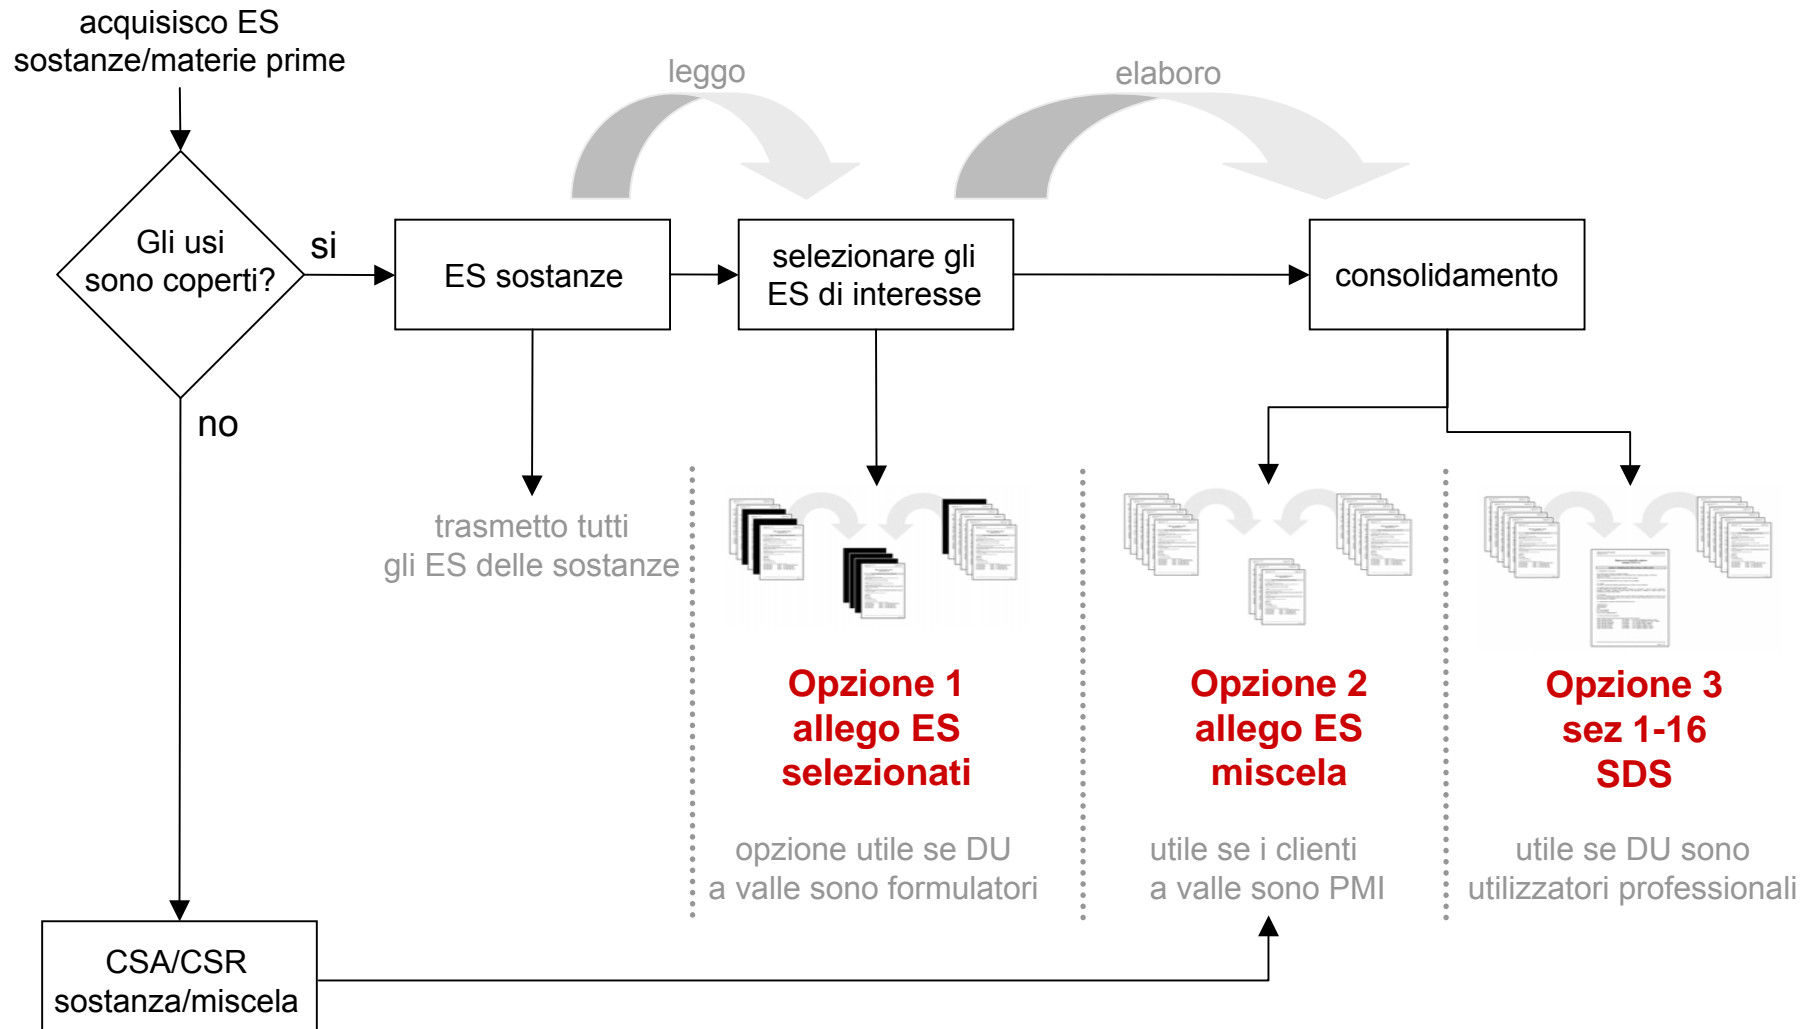 acquisisco ES
sostanze/materie prime
leggo
elaboro
Gli usi
sono coperti?
si
ES sostanze
selezionare gli
ES di interesse
consolidamento
no
trasmetto tutti
gli ES delle sostanze
Opzione 1
allego ES
selezionati
Opzione 2
allego ES
miscela
Opzione 3
sez 1-16
SDS
opzione utile se DU
a valle sono formulatori
utile se i clienti
a valle sono PMI
utile se DU sono
utilizzatori professionali
CSA/CSR
sostanza/miscela